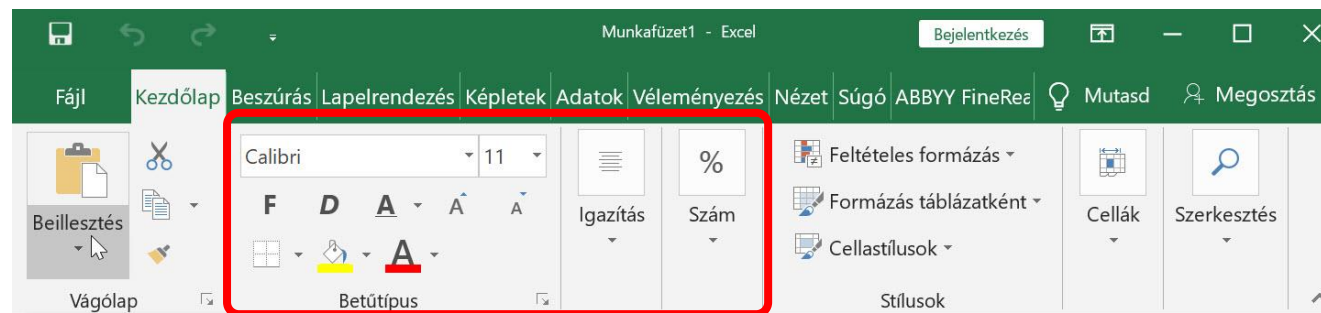 Munkafüzet1 - Excel
Bejelentkezés
Fájl Kezdőlap Beszúrás Lapelrendezés Képletek Adatok Véleményezés Nézet Súgó ABBYY FineRea Mutasd Megosztás
Calibri 11 % Feltételes formázás
F D A A A Formázás táblázatként
Beillesztés Igazítás Szám Cellák Szerkesztés
A Cellastílusok
Vágólap Betűtípus Stílusok